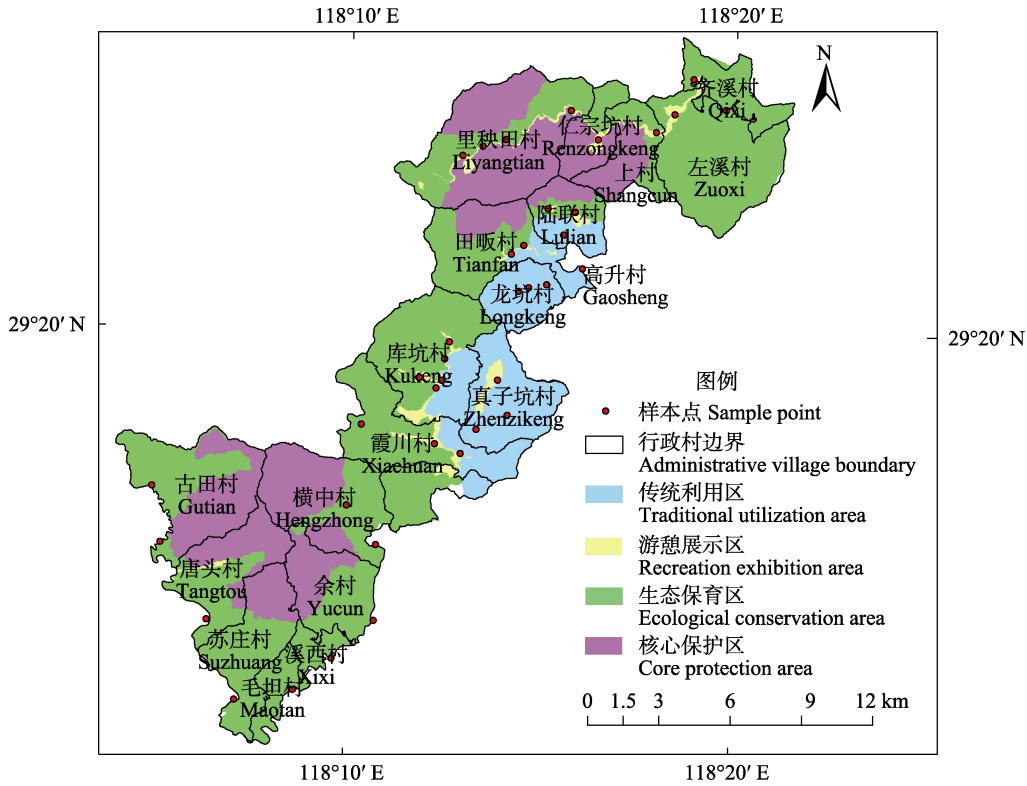 118°10′ E
118°20′ E
N
齐溪村
Qixi
里秧田村
Liyangtian
仁宗坑村
Renzongkeng
左溪村
Zuoxi
上村
Shangcun
陆联村
Lulian
田畈村
Tianfan
高升村
Gaosheng
龙坑村
Longkeng
29°20′ N
29°20′ N
库坑村
Kukeng
真子坑村
Zhenzikeng
霞川村
Xiachuan
古田村
Gutian
横中村
Hengzhong
唐头村
Tangtou
余村
Yucun
苏庄村
Suzhuang
溪西村
Xixi
毛坦村
Maotan
图例
样本点 Sample point
行政村边界
Administrative village boundary
传统利用区
Traditional utilization area
游憩展示区
Recreation exhibition area
生态保育区
Ecological conservation area
核心保护区
Core protection area
0 1.5 3 6 9 12 km
118°10′ E
118°20′ E